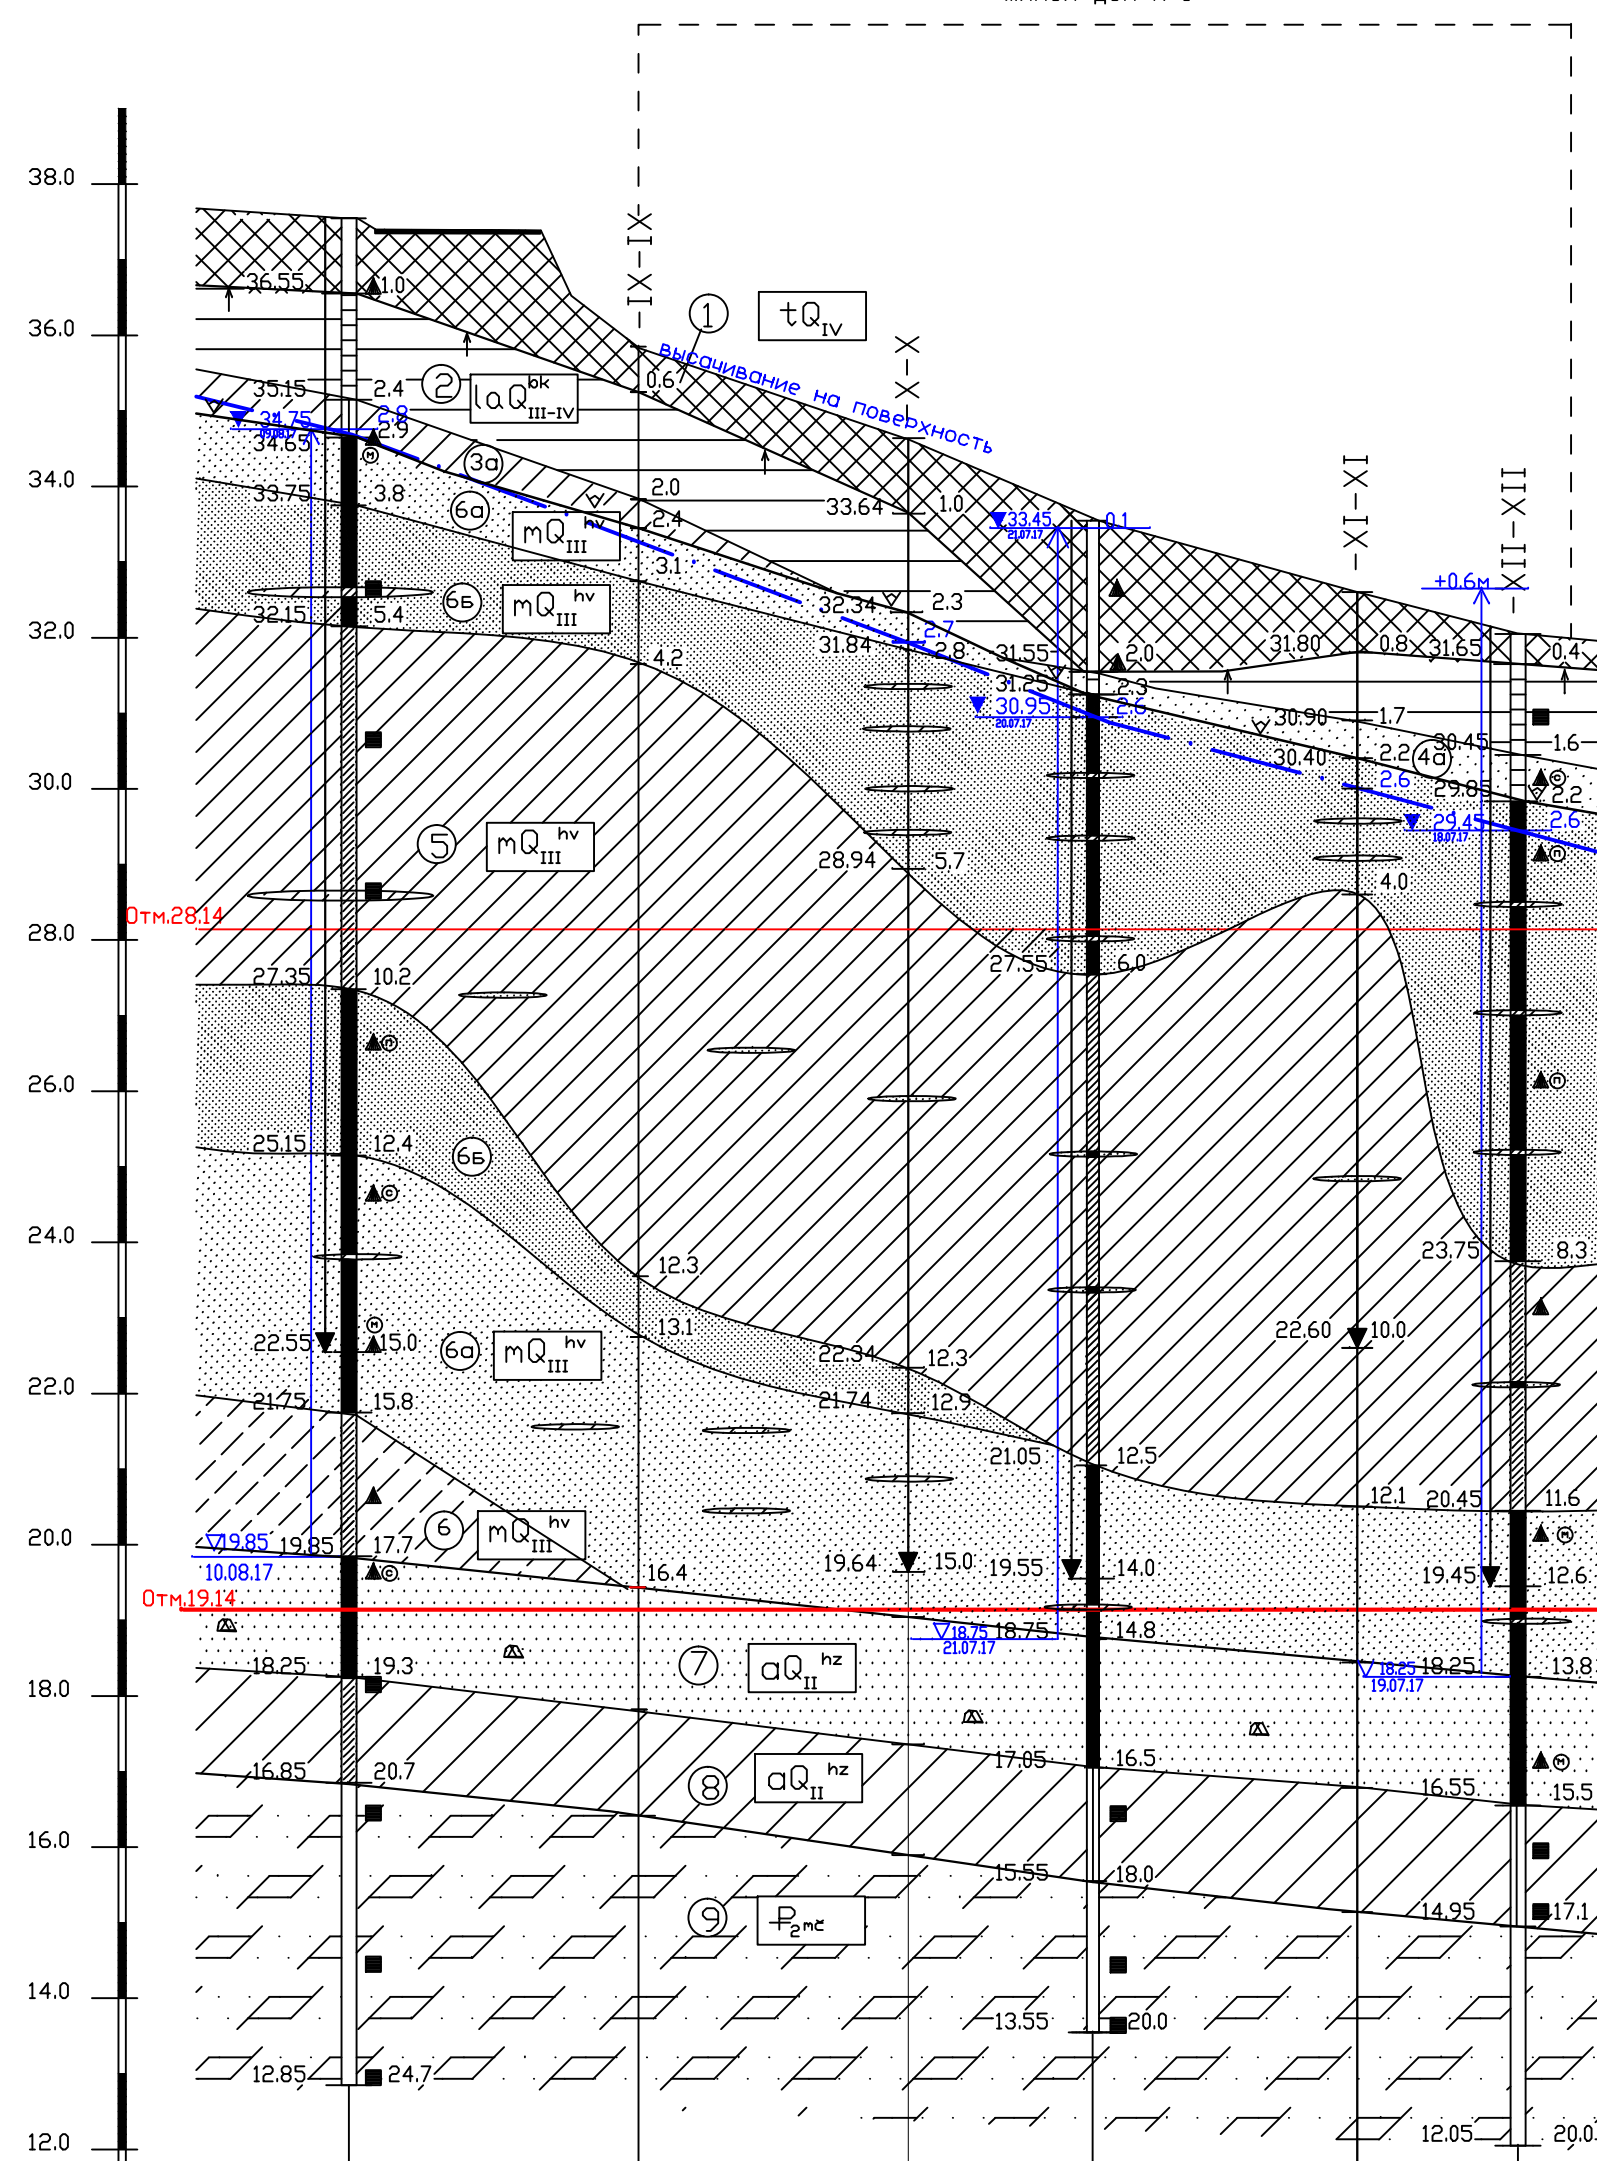 38.0
36.0
34.0
32.0
30.0
28.0
26.0
24.0
22.0
20.0
18.0
16.0
14.0
12.0
IX-IX
X-X
XI-XI
XII-XII
36.55 1.0
1 tQIV
высачивание на поверхность
0.6
2 laQIII-IV bk
35.15 2.4
34.75 2.8
09.08.17
34.65 2.9
м
3а
33.75 3.8
6а
mQIII hv
2.0
2.4
3.1
33.64 1.0
33.45 0.1
21.07.17
+0.6м
6Б mQIII hv
32.15 5.4
4.2
32.34 2.3
2.7
31.84 2.8
31.55 2.0
31.25 2.3
30.95 2.6
20.07.17
31.80 0.8
31.65 0.4
30.90 1.7
30.40 2.2
2.6
4а
30.45 1.6
с
29.85 2.2
29.45 2.6
18.07.17
п
5 mQIII hv
28.94 5.7
4.0
Отм.28.14
27.55 6.0
27.35 10.2
п
п
25.15 12.4
6Б
с
12.3
23.75 8.3
м
13.1
22.55 15.0
6а mQIII hv
22.34 12.3
22.60 10.0
21.74 12.9
21.75 15.8
21.05 12.5
12.1
20.45 11.6
6 mQIII hv
м
19.85 19.85 17.7
10.08.17
с
16.4
19.64 15.0
19.55 14.0
19.45 12.6
Отм.19.14
18.75 18.75 14.8
21.07.17
18.25 18.25 13.8
19.07.17
18.25 19.3
7 aQII hz
17.05 16.5
м
16.85 20.7
8 aQII hz
16.55 15.5
15.55 18.0
14.95 17.1
9 P2mč
13.55 20.0
12.85 24.7
12.05 20.0